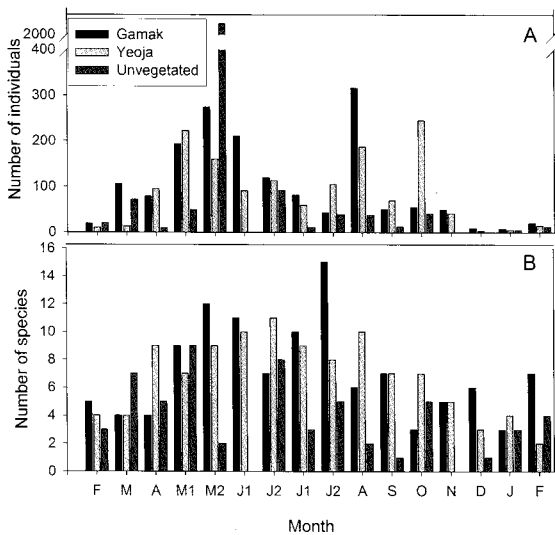 A
Gamak
Yeoja
Unvegetated
Number of individuals
2000
400
300
200
100
0
B
Number of species
16
14
12
10
8
6
4
2
0
F M A M1 M2 J1 J2 J1 J2 A S O N D J F
Month